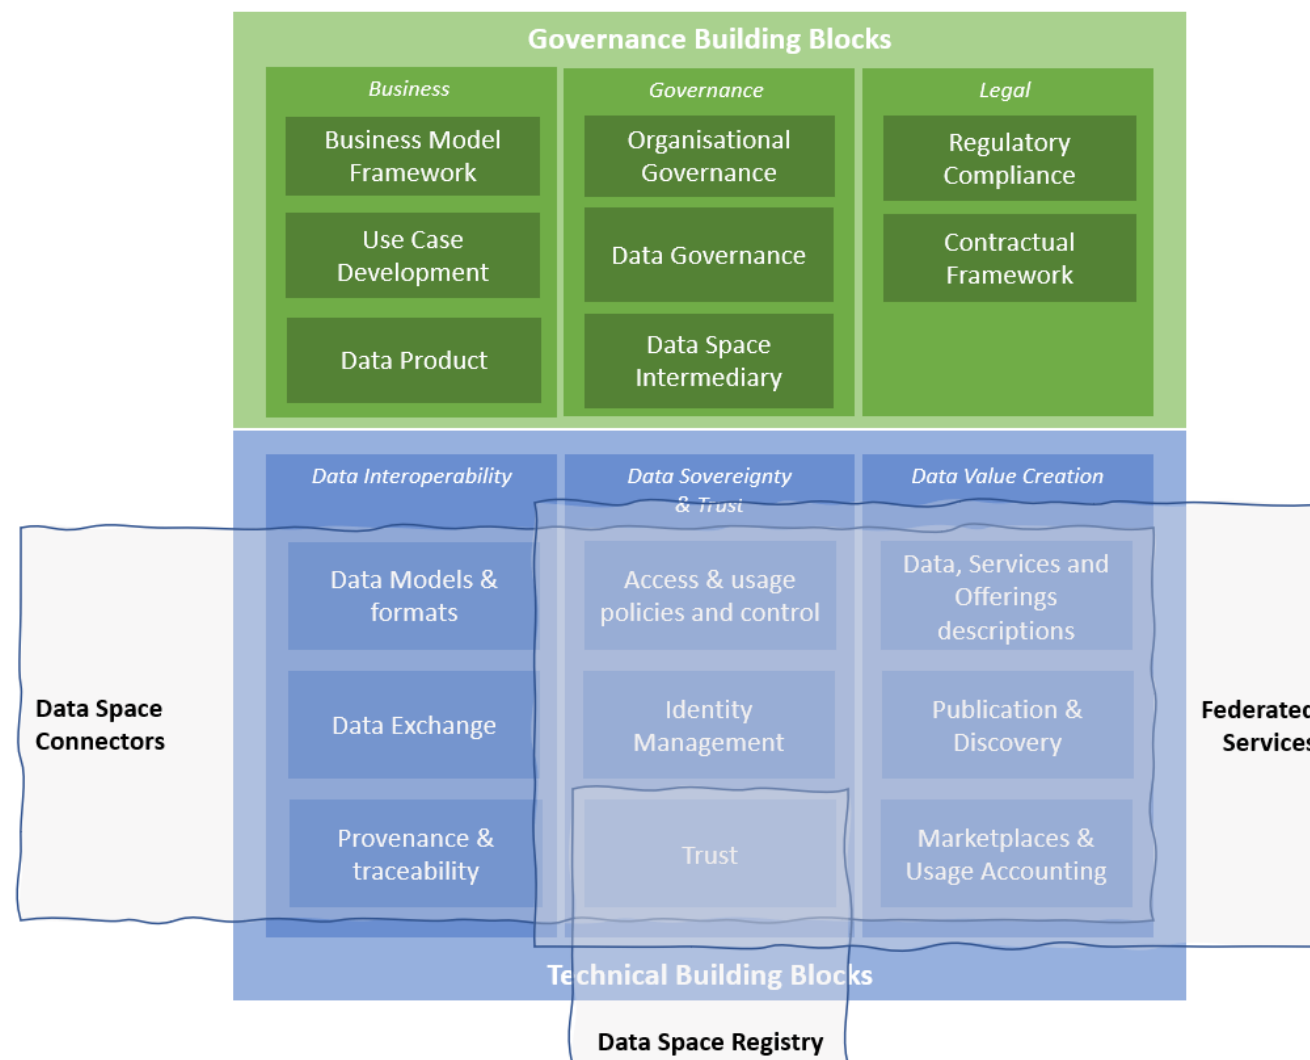 Governance Building Blocks
Business
Business Model
Framework
Use Case
Development
Data Product
Governance
Organisational
Governance
Data Governance
Data Space
Intermediary
Legal
Regulatory
Compliance
Contractual
Framework
Data Interoperability
Data Models &
formats
Data Exchange
Provenance &
traceability
Data Sovereignty
& Trust
Access & usage
policies and control
Identity
Management
Trust
Data Value Creation
Data, Services and
Offerings
descriptions
Publication &
Discovery
Marketplaces &
Usage Accounting
Data Space
Connectors
Federated
Services
Technical Building Blocks
Data Space Registry